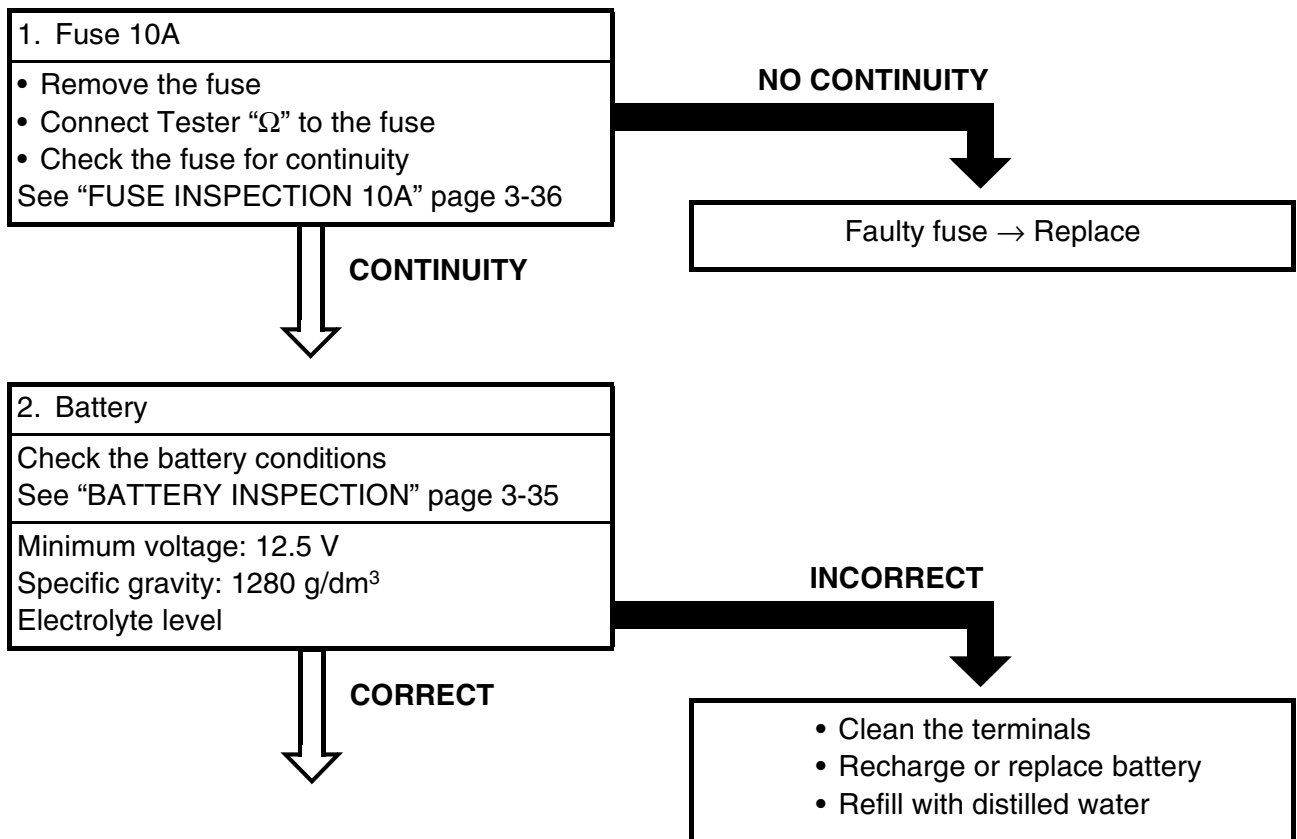 1. Fuse 10A
• Remove the fuse
• Connect Tester “Ω” to the fuse
• Check the fuse for continuity
See “FUSE INSPECTION 10A” page 3-36
NO CONTINUITY
Faulty fuse → Replace
CONTINUITY
2. Battery
Check the battery conditions
See “BATTERY INSPECTION” page 3-35
Minimum voltage: 12.5 V
Specific gravity: 1280 g/dm³
Electrolyte level
INCORRECT
• Clean the terminals
• Recharge or replace battery
• Refill with distilled water
CORRECT